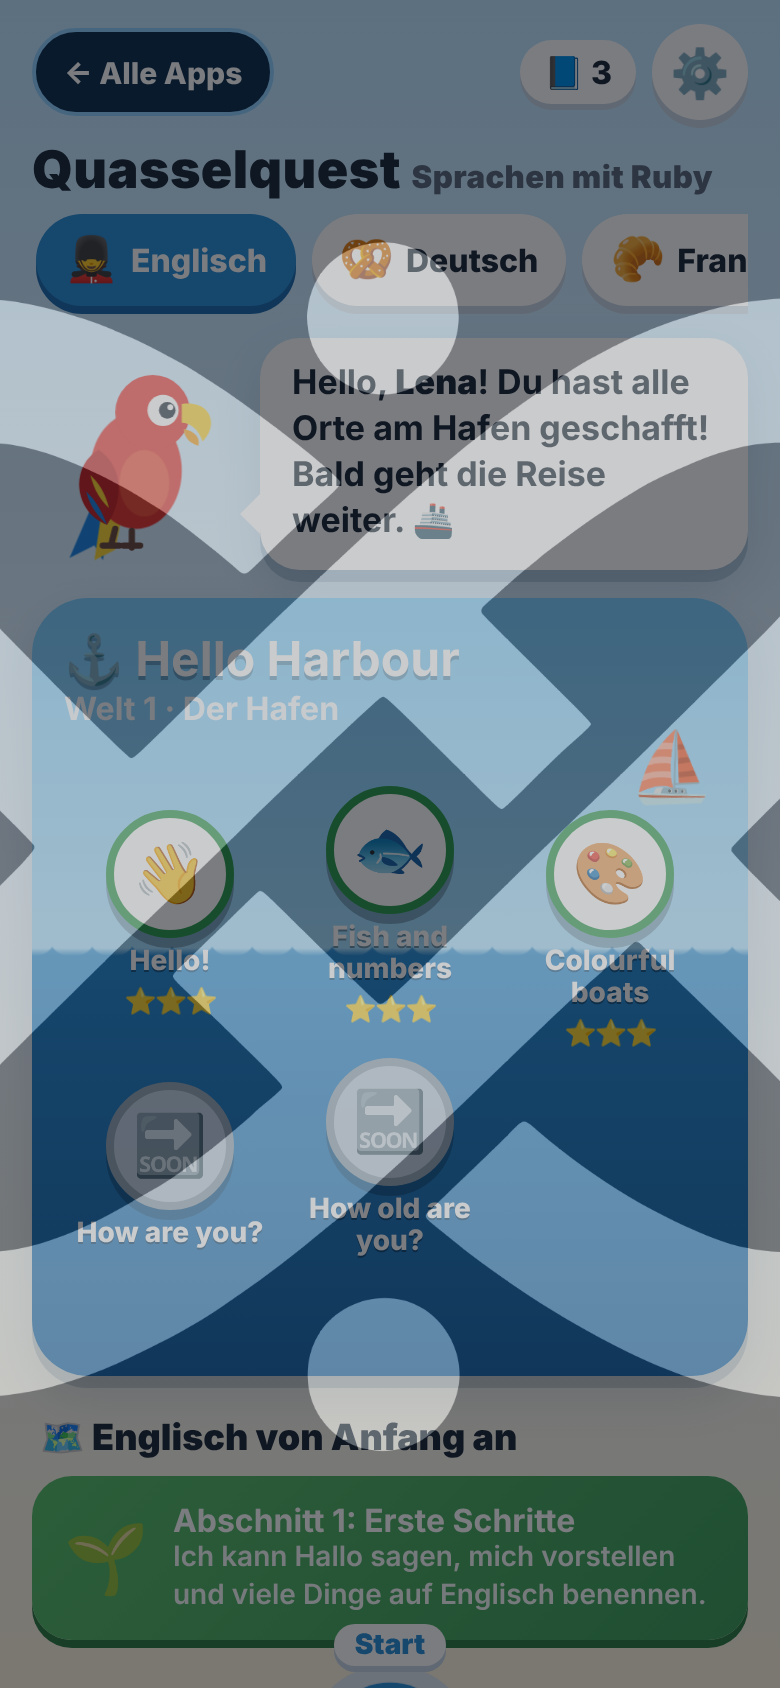 ← Alle Apps
3
Quasselquest Sprachen mit Ruby
Englisch
Deutsch
Fran
Hello, Lena! Du hast alle
Orte am Hafen geschafft!
Bald geht die Reise
weiter.
Hello Harbour
Welt 1 · Der Hafen
Hello!
Fish and
numbers
Colourful
boats
SOON
SOON
How are you?
How old are
you?
Englisch von Anfang an
Abschnitt 1: Erste Schritte
Ich kann Hallo sagen, mich vorstellen
und viele Dinge auf Englisch benennen.
Start